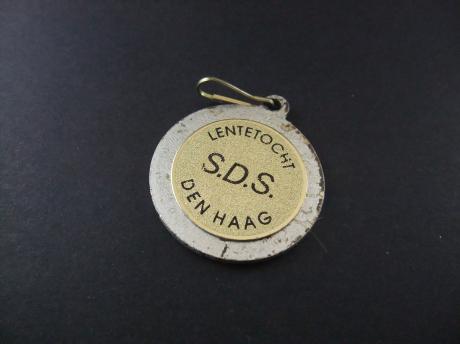 LENTETOCHT
S.D.S.
DEN HAAG